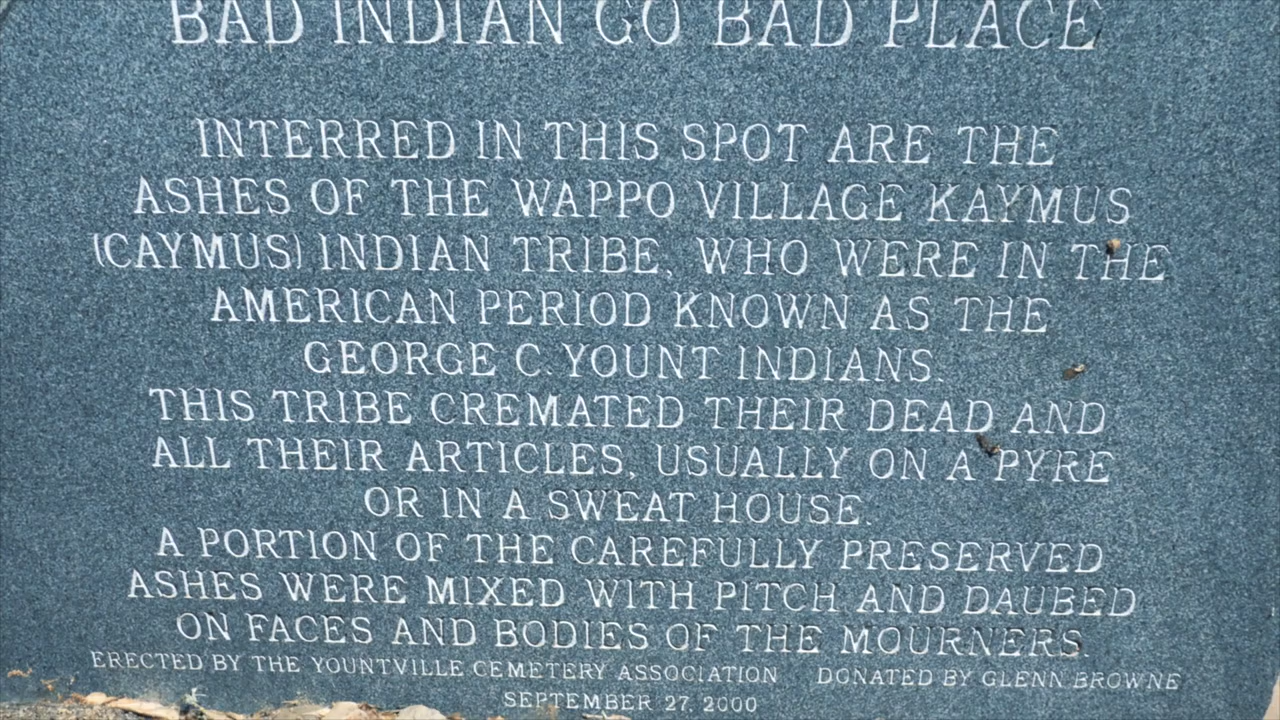 BAD INDIAN GO BAD PLACE
INTERRED IN THIS SPOT ARE THE
ASHES OF THE WAPPO VILLAGE KAYMUS
(CAYMUS) INDIAN TRIBE, WHO WERE IN THE
AMERICAN PERIOD KNOWN AS THE
GEORGE C. YOUNT INDIANS.
THIS TRIBE CREMATED THEIR DEAD AND
ALL THEIR ARTICLES, USUALLY ON A PYRE
OR IN A SWEAT HOUSE.
A PORTION OF THE CAREFULLY PRESERVED
ASHES WERE MIXED WITH PITCH AND DAUBED
ON FACES AND BODIES OF THE MOURNERS.
ERECTED BY THE YOUNTVILLE CEMETERY ASSOCIATION DONATED BY GLENN BROWNE
SEPTEMBER 27, 2000